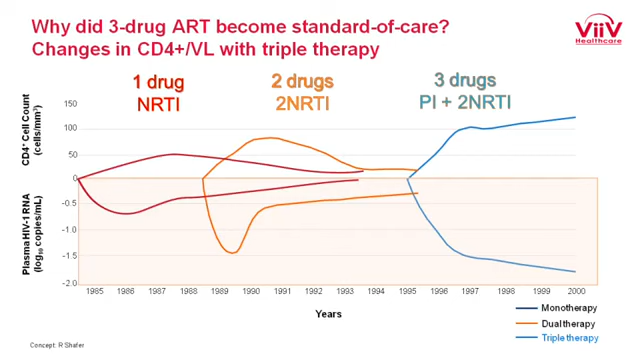 Why did 3-drug ART become standard-of-care?
Changes in CD4+/VL with triple therapy
ViiV
Healthcare
1 drug
NRTI
2 drugs
2NRTI
3 drugs
PI + 2NRTI
CD4+ Cell Count
(cells/mm3)
150
100
50
0
Plasma HIV-1 RNA
(log10 copies/mL)
-0.5
-1.0
-1.5
-2.0
1985 1986 1987 1988 1989 1990 1991 1992 1993 1994 1995 1996 1997 1998 1999 2000
Years
Monotherapy
Dual therapy
Triple therapy
Concept: R Shafer